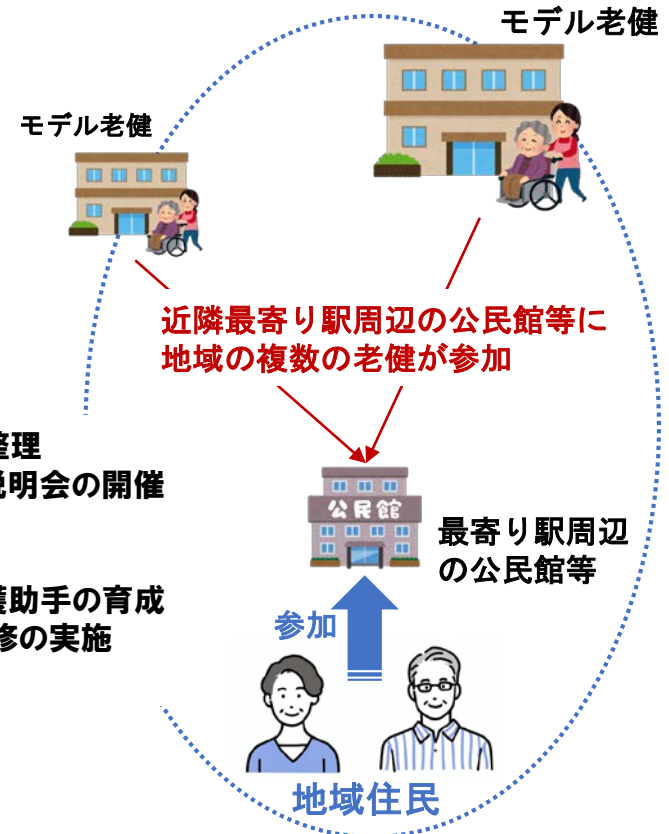 モデル老健
モデル老健
近隣最寄り駅周辺の公民館等に
地域の複数の老健が参加
整理
説明会の開催
公民館
最寄り駅周辺
の公民館等
護助手の育成
修の実施
参加
地域住民